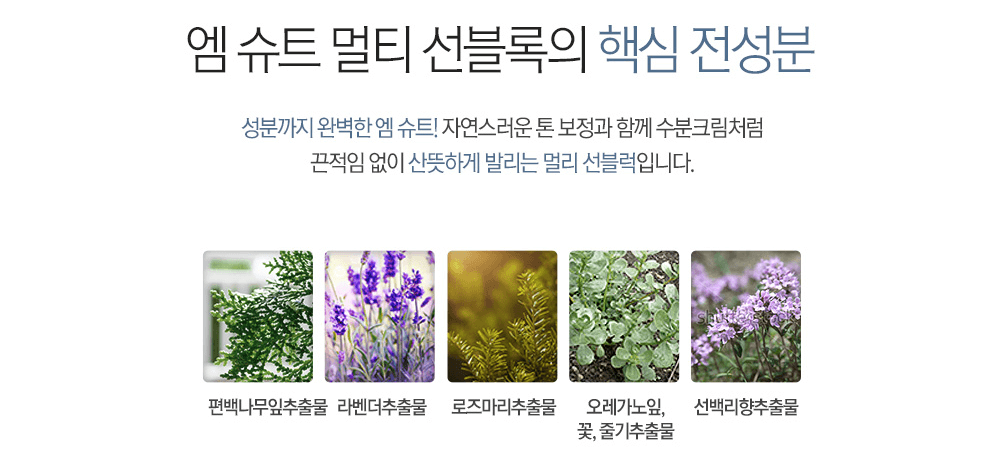 엠 슈트 멀티 선블록의 핵심 전성분
성분까지 완벽한 엠 슈트! 자연스러운 톤 보정과 함께 수분크림처럼
끈적임 없이 산뜻하게 발리는 멀리 선블럭입니다.
편백나무잎추출물 라벤더추출물 로즈마리추출물 오레가노잎, 선백리향추출물
꽃, 줄기추출물